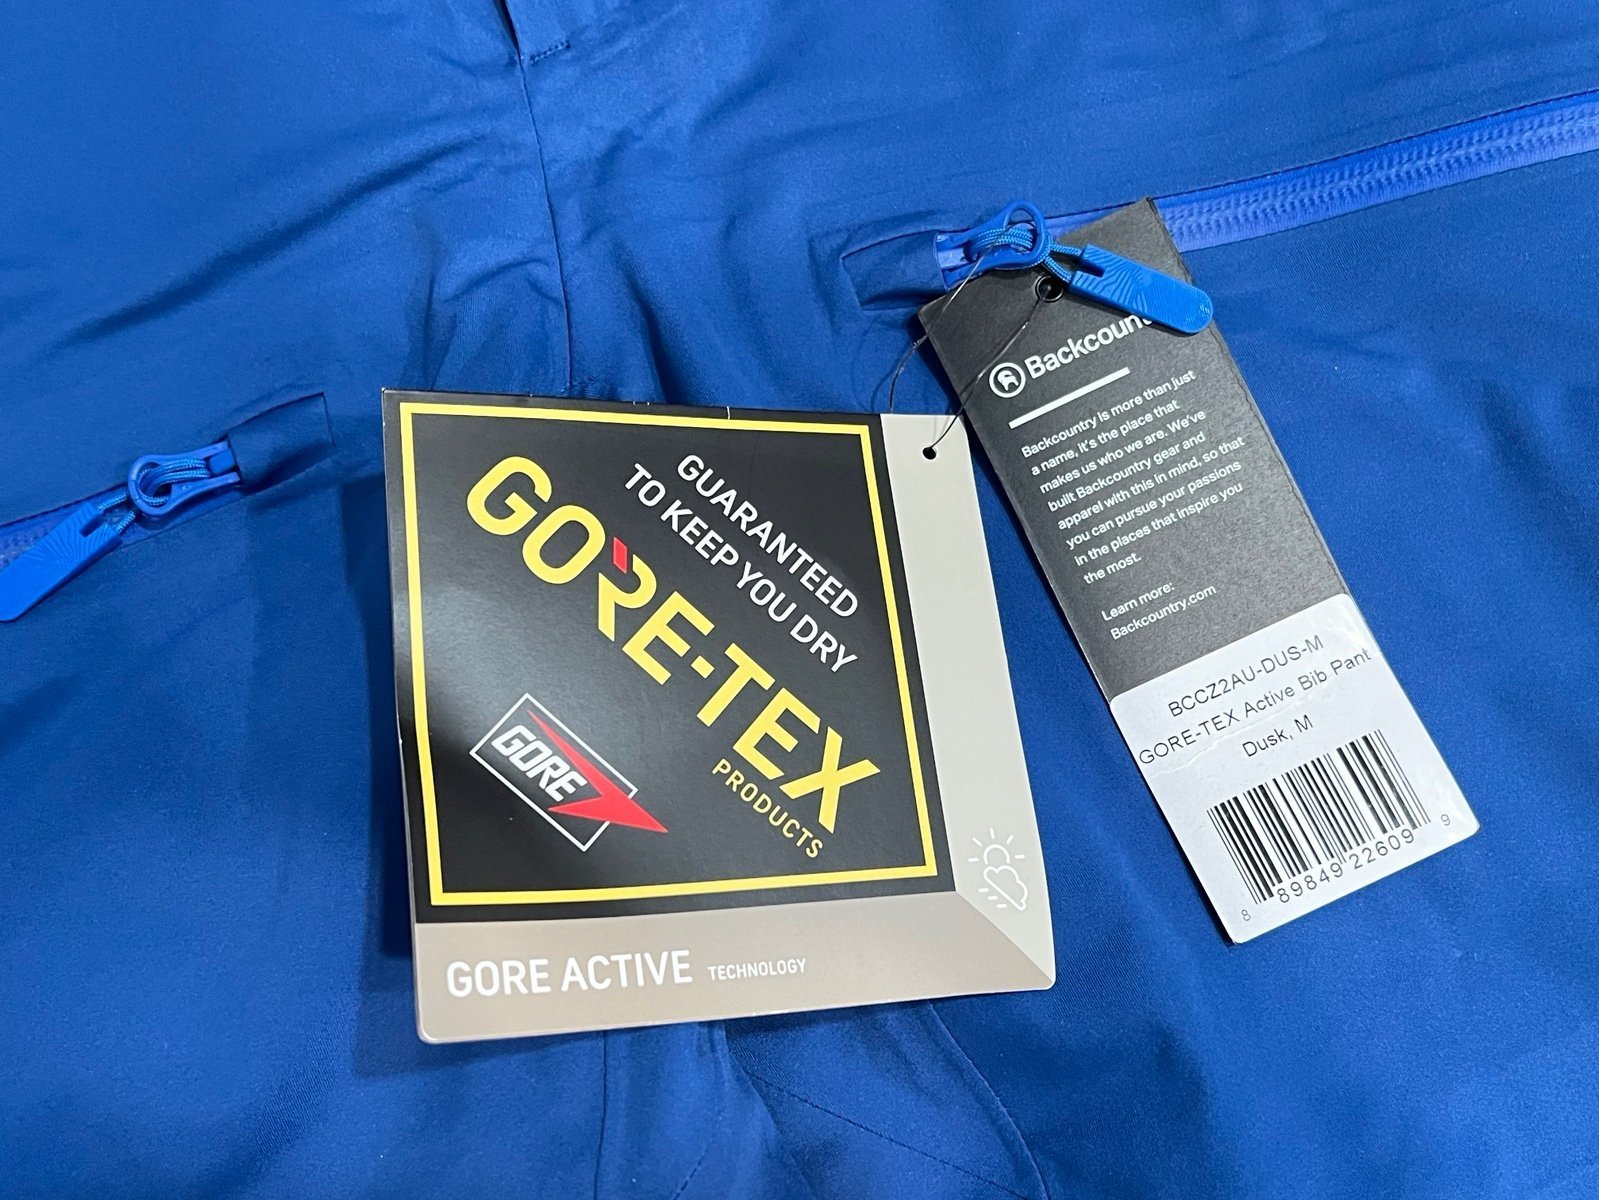 GUARANTEED
TO KEEP YOU DRY
GORE-TEX
PRODUCTS
GORE
GORE ACTIVE TECHNOLOGY
Backcount
Backcountry is more than just
a name, it's the place that
makes us who we are. We've
built Backcountry gear and
apparel with this in mind, so that
you can pursue your passions
in the places that inspire you
the most.
Learn more:
Backcountry.com
BCCZ2AU-DUS-M
GORE-TEX Active Bib Pant
Dusk, M
8 89849 22609 9